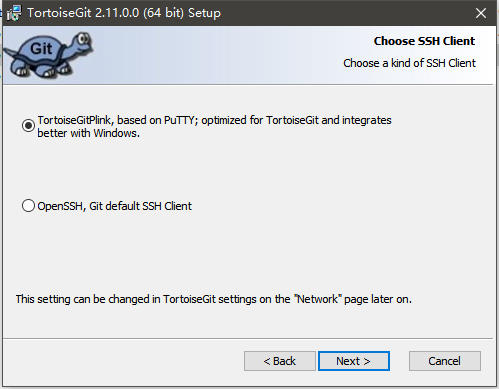 TortoiseGit 2.11.0.0 (64 bit) Setup
Git
Choose SSH Client
Choose a kind of SSH Client
TortoiseGitPlink, based on PuTTY; optimized for TortoiseGit and integrates
better with Windows.
OpenSSH, Git default SSH Client
This setting can be changed in TortoiseGit settings on the "Network" page later on.
< Back
Next >
Cancel